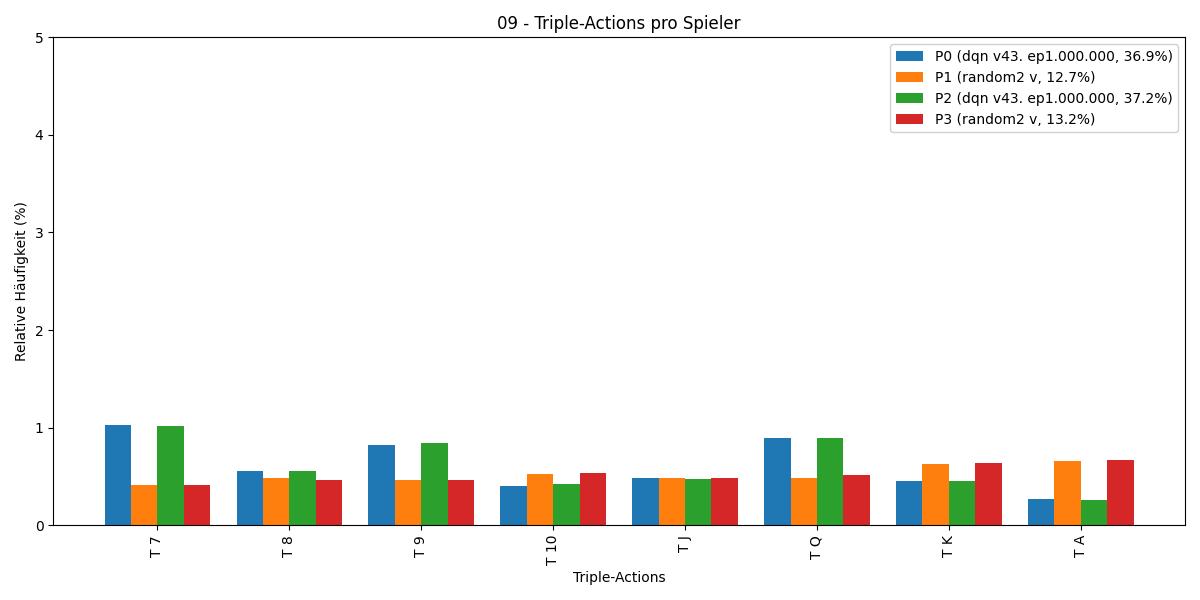 09 - Triple-Actions pro Spieler
P0 (dqn v43. ep1.000.000, 36.9%)
P1 (random2 v, 12.7%)
P2 (dqn v43. ep1.000.000, 37.2%)
P3 (random2 v, 13.2%)
Relative Häufigkeit (%)
5
4
3
2
1
0
T 7
T 8
T 9
T 10
T J
T Q
T K
T A
Triple-Actions